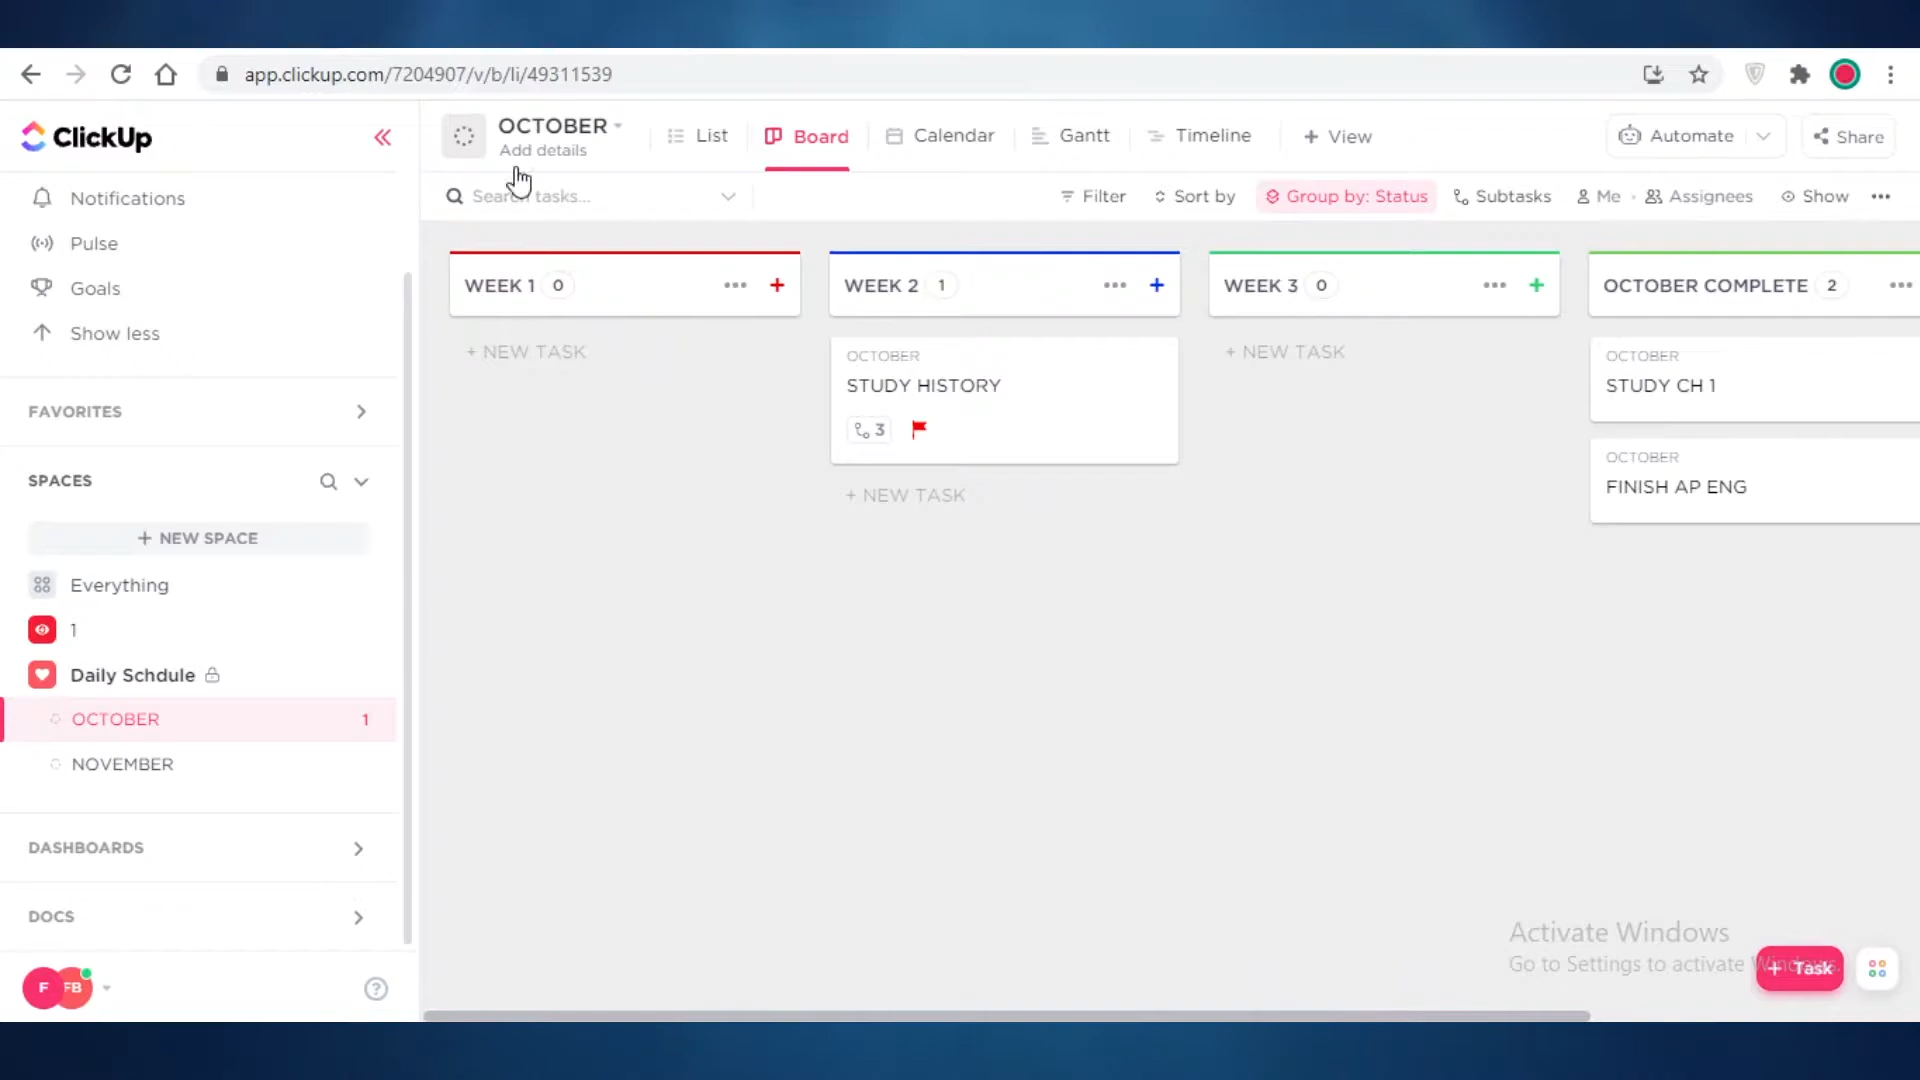 app.clickup.com/7204907/v/b/li/49311539
ClickUp
Notifications
Pulse
Goals
Show less
FAVORITES
SPACES
+ NEW SPACE
Everything
1
Daily Schdule
OCTOBER 1
NOVEMBER
DASHBOARDS
DOCS
F FB
?
OCTOBER
Add details
List
Board
Calendar
Gantt
Timeline
+ View
Automate
Share
Search tasks...
Filter
Sort by
Group by: Status
Subtasks
Me
Assignees
Show
WEEK 1 0
+ NEW TASK
WEEK 2 1
OCTOBER
STUDY HISTORY
3
+ NEW TASK
WEEK 3 0
+ NEW TASK
OCTOBER COMPLETE 2
OCTOBER
STUDY CH 1
OCTOBER
FINISH AP ENG
Activate Windows
Go to Settings to activate Windows.
+ Task